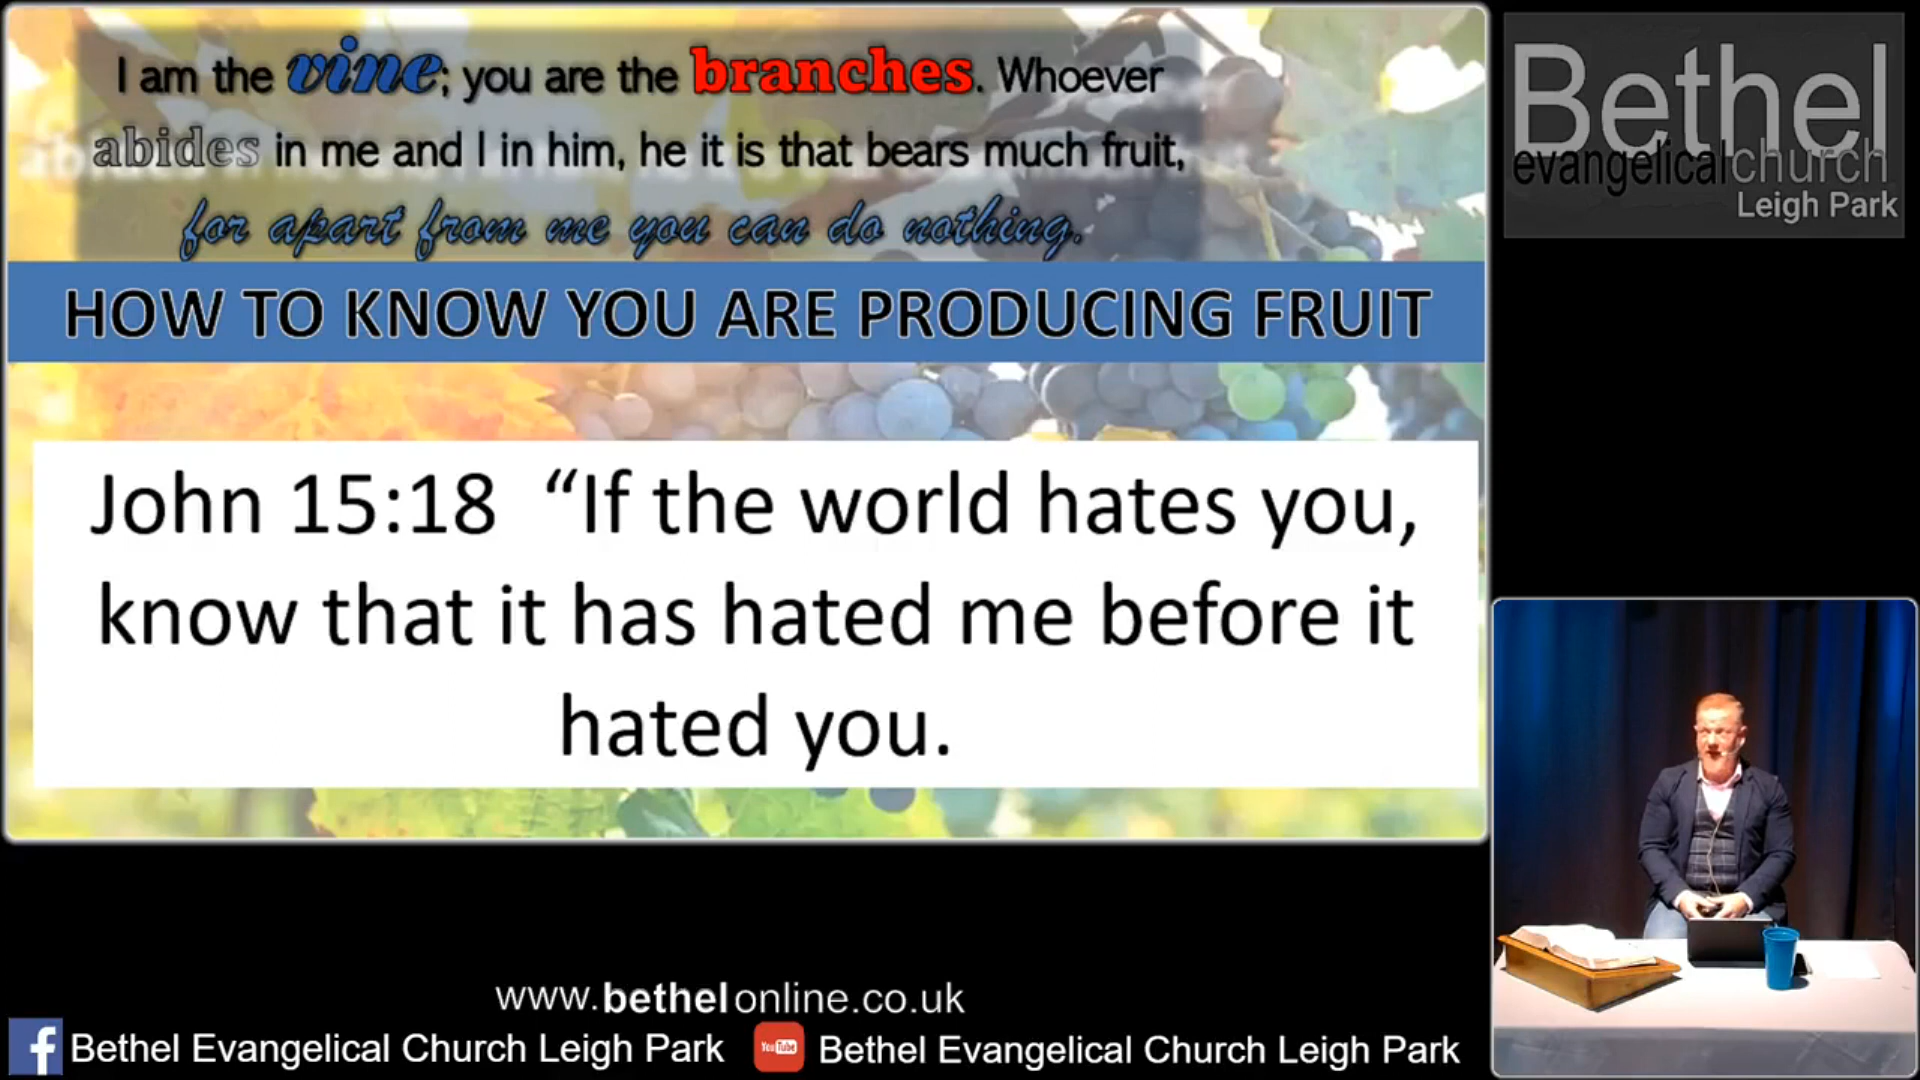 I am the vine; you are the branches. Whoever
abides in me and I in him, he it is that bears much fruit,
for apart from me you can do nothing.
HOW TO KNOW YOU ARE PRODUCING FRUIT
John 15:18 “If the world hates you,
know that it has hated me before it
hated you.
Bethel
evangelicalchurch
Leigh Park
www.bethelonline.co.uk
Bethel Evangelical Church Leigh Park
YouTube
Bethel Evangelical Church Leigh Park